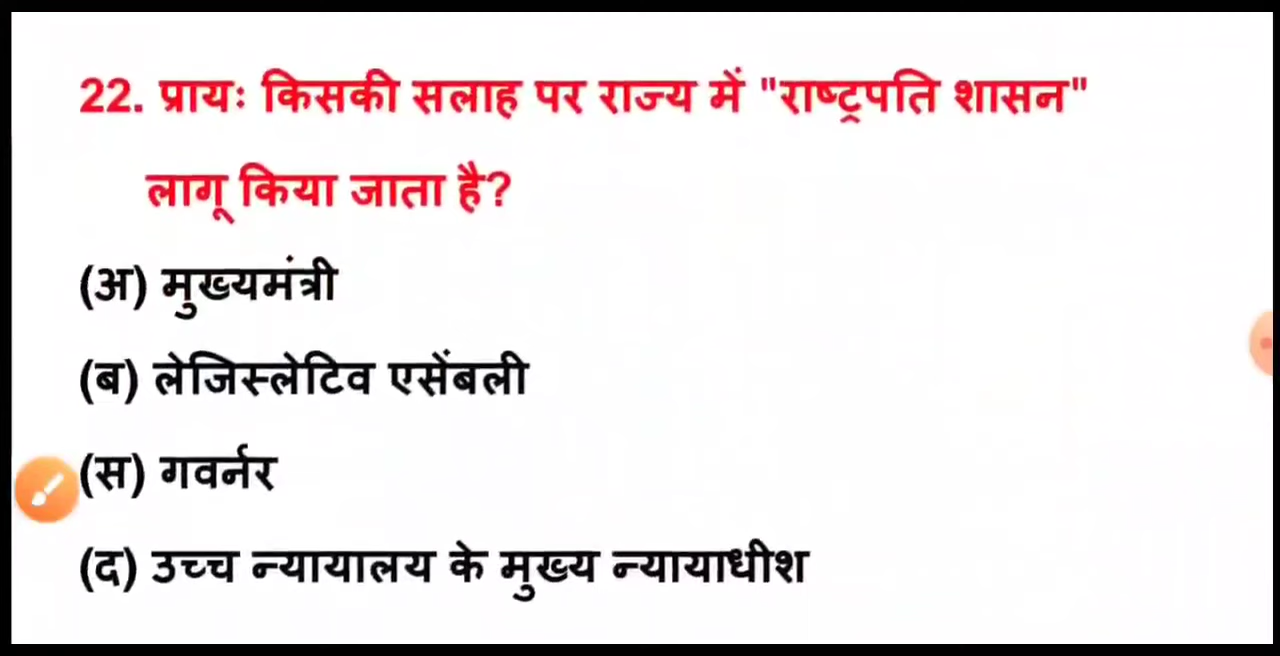 22. प्रायः किसकी सलाह पर राज्य में "राष्ट्रपति शासन"
लागू किया जाता है?
(अ) मुख्यमंत्री
(ब) लेजिस्लेटिव एसेंबली
(स) गवर्नर
(द) उच्च न्यायालय के मुख्य न्यायाधीश